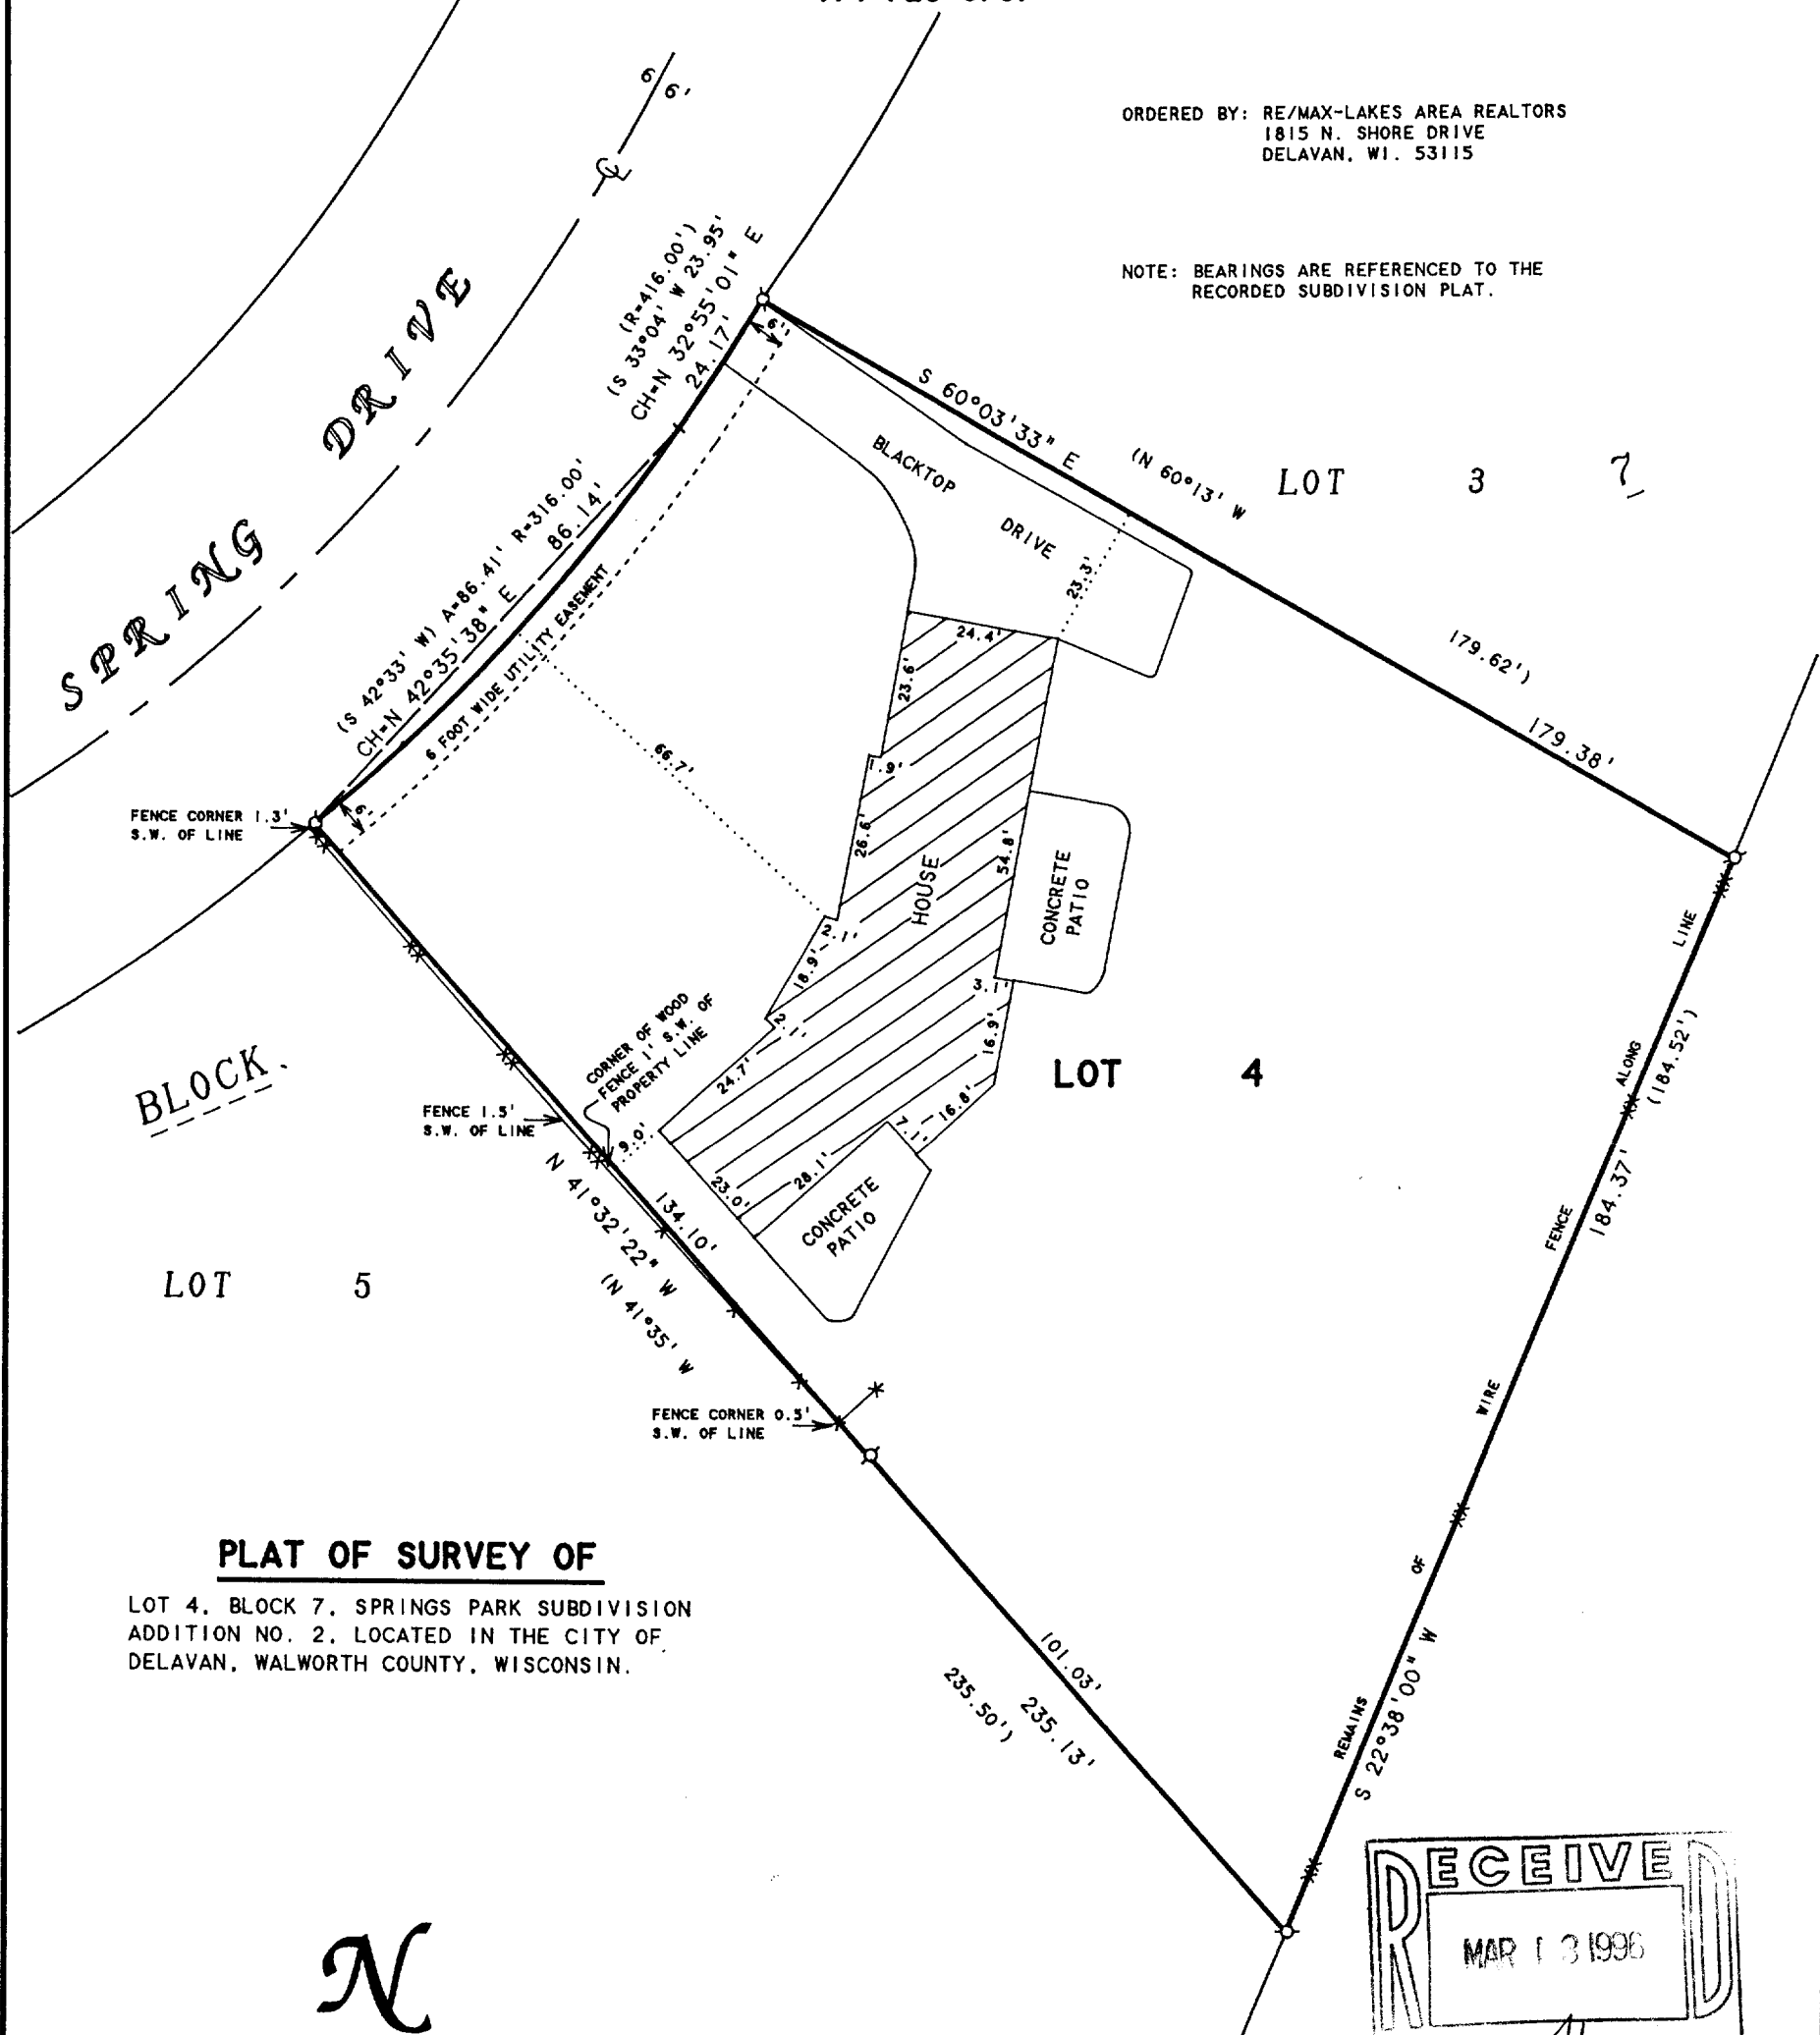 6
6'
ORDERED BY: RE/MAX-LAKES AREA REALTORS
1815 N. SHORE DRIVE
DELAVAN, WI. 53115
NOTE: BEARINGS ARE REFERENCED TO THE
RECORDED SUBDIVISION PLAT.
SPRING DRIVE
(R=416.00')
(S 33°04' W 23.95'
CH=N 32°55'01" E
24.17'
6'
S 60°03'33" E
(N 60°13' W
179.62')
179.38'
LOT 3
7
BLACKTOP
DRIVE
23.3'
(S 42°33' W) A=86.41' R=316.00'
CH=N 42°35'38" E 86.14'
6 FOOT WIDE UTILITY EASEMENT
6'
66.7'
FENCE CORNER 1.3'
S.W. OF LINE
24.4'
23.6'
1.9'
26.6'
HOUSE
54.8'
2.1'
18.9'
2.1'
24.7'
3.1'
16.9'
16.8'
7.1'
28.1'
23.0'
9.0'
CONCRETE
PATIO
CONCRETE
PATIO
CORNER OF WOOD
FENCE 1' S.W. OF
PROPERTY LINE
BLOCK
FENCE 1.5'
S.W. OF LINE
LOT 4
LOT 5
N 41°32'22" W
134.10'
(N 41°35' W
FENCE CORNER 0.5'
S.W. OF LINE
101.03'
235.13'
235.50')
REMAINS OF WIRE FENCE ALONG LINE
S 22°38'00" W
184.37'
(184.52')
PLAT OF SURVEY OF
LOT 4, BLOCK 7, SPRINGS PARK SUBDIVISION
ADDITION NO. 2, LOCATED IN THE CITY OF
DELAVAN, WALWORTH COUNTY, WISCONSIN.
N
RECEIVED
MAR 13 1996